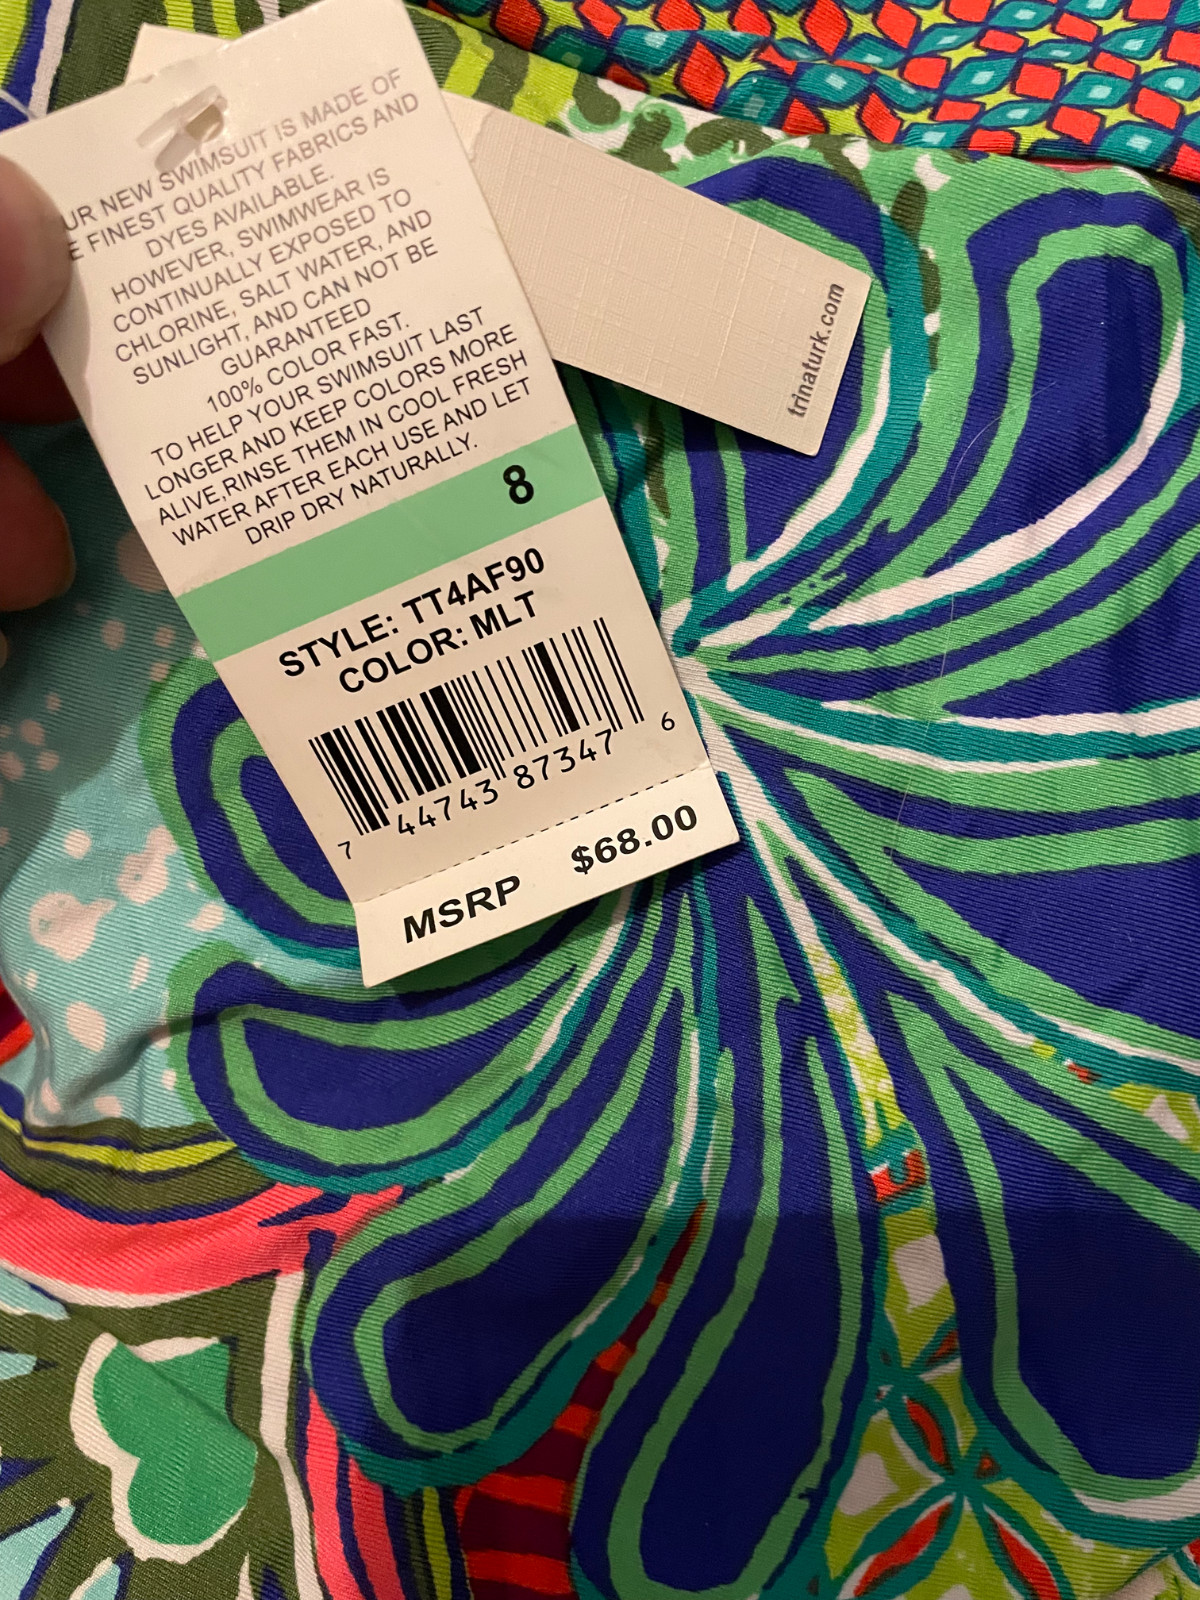 UR NEW SWIMSUIT IS MADE OF
E FINEST QUALITY FABRICS AND
DYES AVAILABLE.
HOWEVER, SWIMWEAR IS
CONTINUALLY EXPOSED TO
CHLORINE, SALT WATER, AND
SUNLIGHT, AND CAN NOT BE
GUARANTEED
100% COLOR FAST.
TO HELP YOUR SWIMSUIT LAST
LONGER AND KEEP COLORS MORE
ALIVE,RINSE THEM IN COOL FRESH
WATER AFTER EACH USE AND LET
DRIP DRY NATURALLY.
8
STYLE: TT4AF90
COLOR: MLT
7 44743 87347 6
MSRP $68.00
trinaturk.com